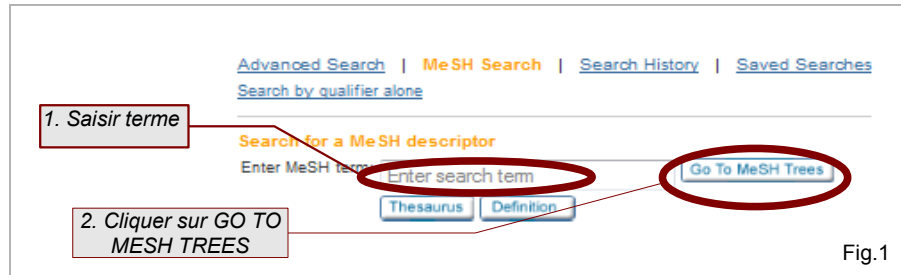 Advanced Search | MeSH Search | Search History | Saved Searches
Search by qualifier alone
1. Saisir terme
Search for a MeSH descriptor
Enter MeSH term:
Enter search term
Go To MeSH Trees
Thesaurus Definition
2. Cliquer sur GO TO
MESH TREES
Fig.1